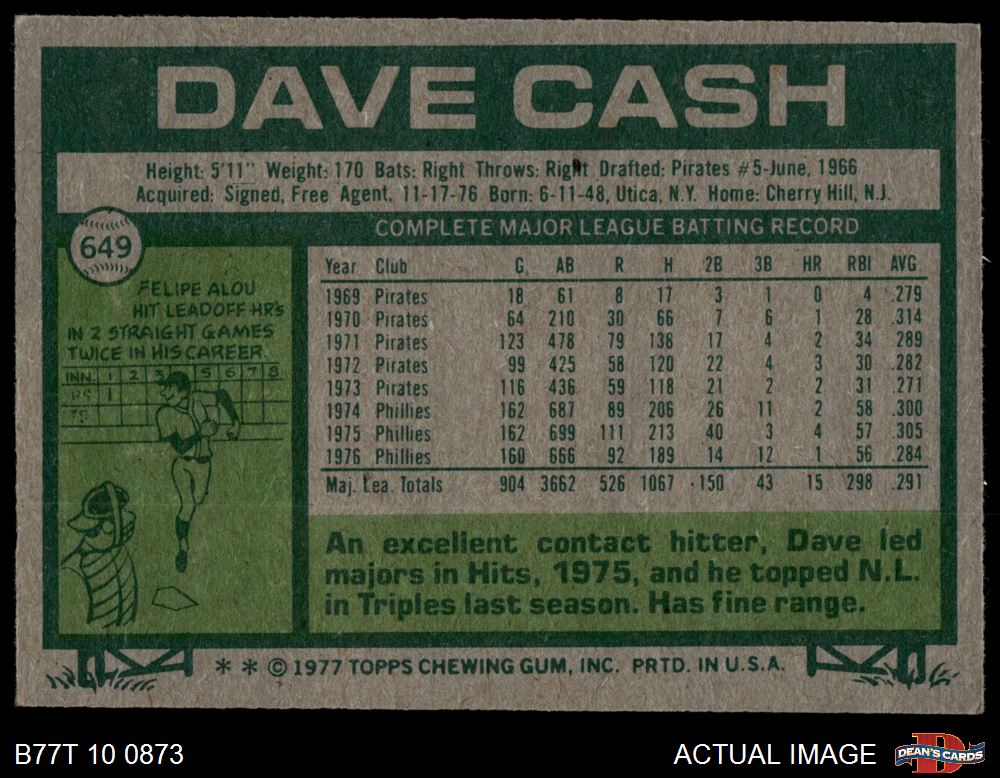 DAVE CASH
Height: 5'11" Weight: 170 Bats: Right Throws: Right Drafted: Pirates #5-June, 1966
Acquired: Signed, Free Agent, 11-17-76 Born: 6-11-48, Utica, N.Y. Home: Cherry Hill, N.J.
649
FELIPE ALOU
HIT LEADOFF HR'S
IN 2 STRAIGHT GAMES
TWICE IN HIS CAREER.
INN. 1 2 3 5 6 7 8
1
COMPLETE MAJOR LEAGUE BATTING RECORD
Year Club G. AB R H 2B 3B HR RBI AVG.
1969 Pirates 18 61 8 17 3 1 0 4 .279
1970 Pirates 64 210 30 66 7 6 1 28 .314
1971 Pirates 123 478 79 138 17 4 2 34 .289
1972 Pirates 99 425 58 120 22 4 3 30 .282
1973 Pirates 116 436 59 118 21 2 2 31 .271
1974 Phillies 162 687 89 206 26 11 2 58 .300
1975 Phillies 162 699 111 213 40 3 4 57 .305
1976 Phillies 160 666 92 189 14 12 1 56 .284
Maj. Lea. Totals 904 3662 526 1067 150 43 15 298 .291
An excellent contact hitter, Dave led
majors in Hits, 1975, and he topped N.L.
in Triples last season. Has fine range.
* * © 1977 TOPPS CHEWING GUM, INC. PRTD. IN U.S.A.
B77T 10 0873
ACTUAL IMAGE
DEAN'S CARDS